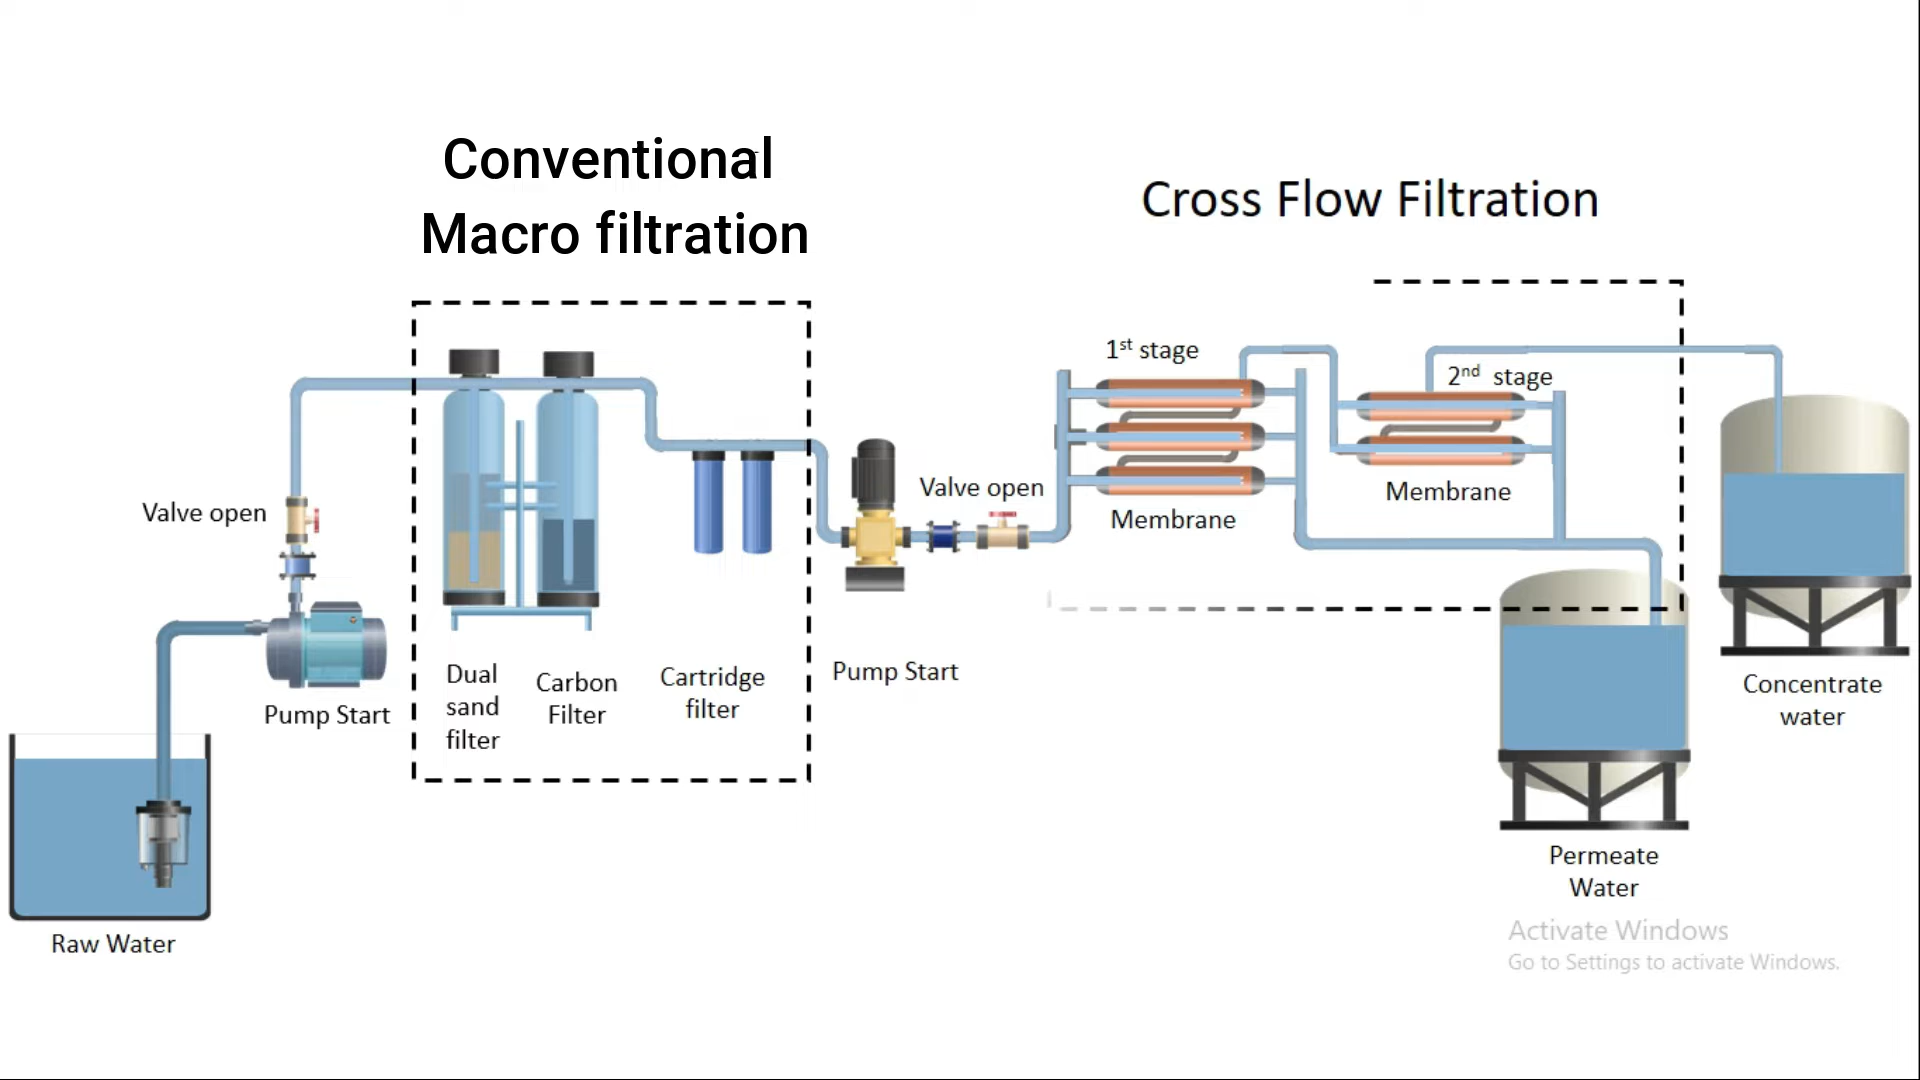 Conventional
Macro filtration
Cross Flow Filtration
1st stage
2nd stage
Valve open
Valve open
Membrane
Membrane
Dual
sand
filter
Carbon
Filter
Cartridge
filter
Pump Start
Pump Start
Concentrate
water
Permeate
Water
Raw Water
Activate Windows
Go to Settings to activate Windows.